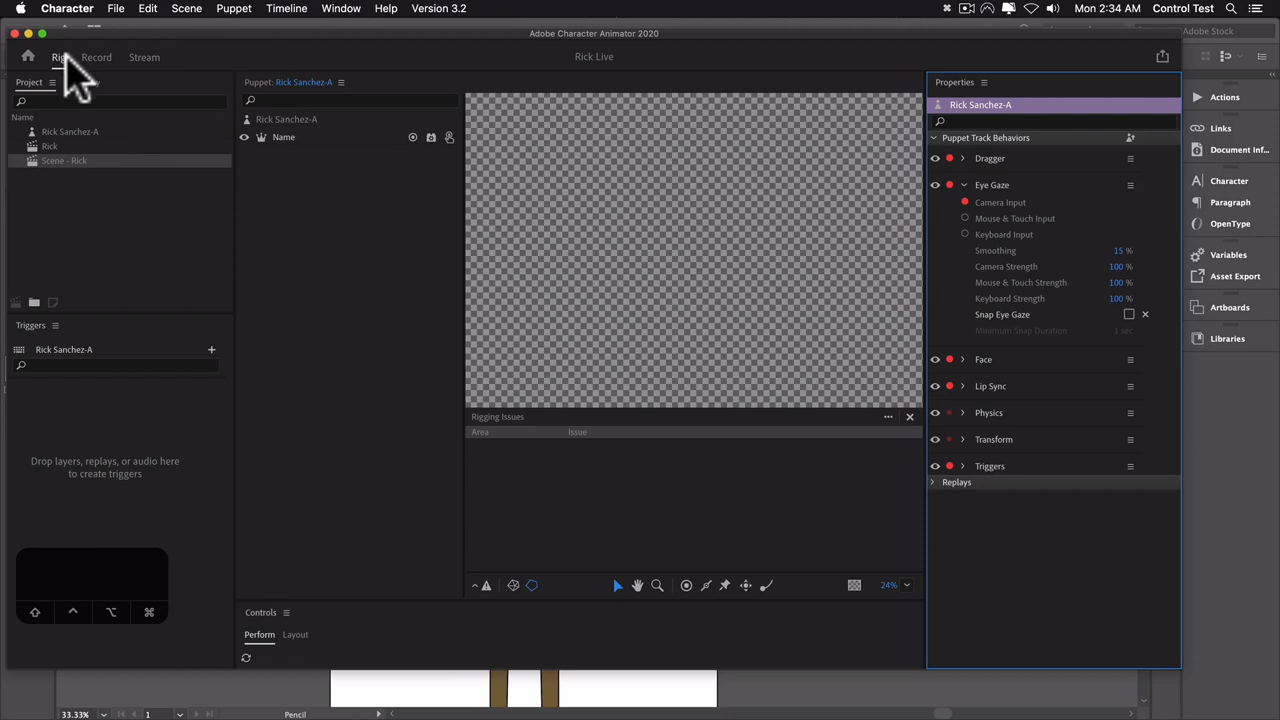 Character File Edit Scene Puppet Timeline Window Help Version 3.2
Mon 2:34 AM Control Test
Adobe Character Animator 2020
Adobe Stock
Record Stream
Rick Live
Project
Puppet: Rick Sanchez-A
Properties
Rick Sanchez-A
Actions
Name
Rick Sanchez-A
Name
Puppet Track Behaviors
Links
Rick Sanchez-A
Rick
Scene - Rick
Dragger
Document Inf...
Eye Gaze
Character
Camera Input
Paragraph
Mouse & Touch Input
OpenType
Keyboard Input
Smoothing 15 %
Variables
Camera Strength 100 %
Asset Export
Mouse & Touch Strength 100 %
Keyboard Strength 100 %
Artboards
Snap Eye Gaze
Minimum Snap Duration 1 sec
Libraries
Triggers
Rick Sanchez-A
Face
Lip Sync
Physics
Rigging Issues
Area Issue
Transform
Drop layers, replays, or audio here
to create triggers
Triggers
Replays
24%
Controls
Perform Layout
33.33% 1 Pencil